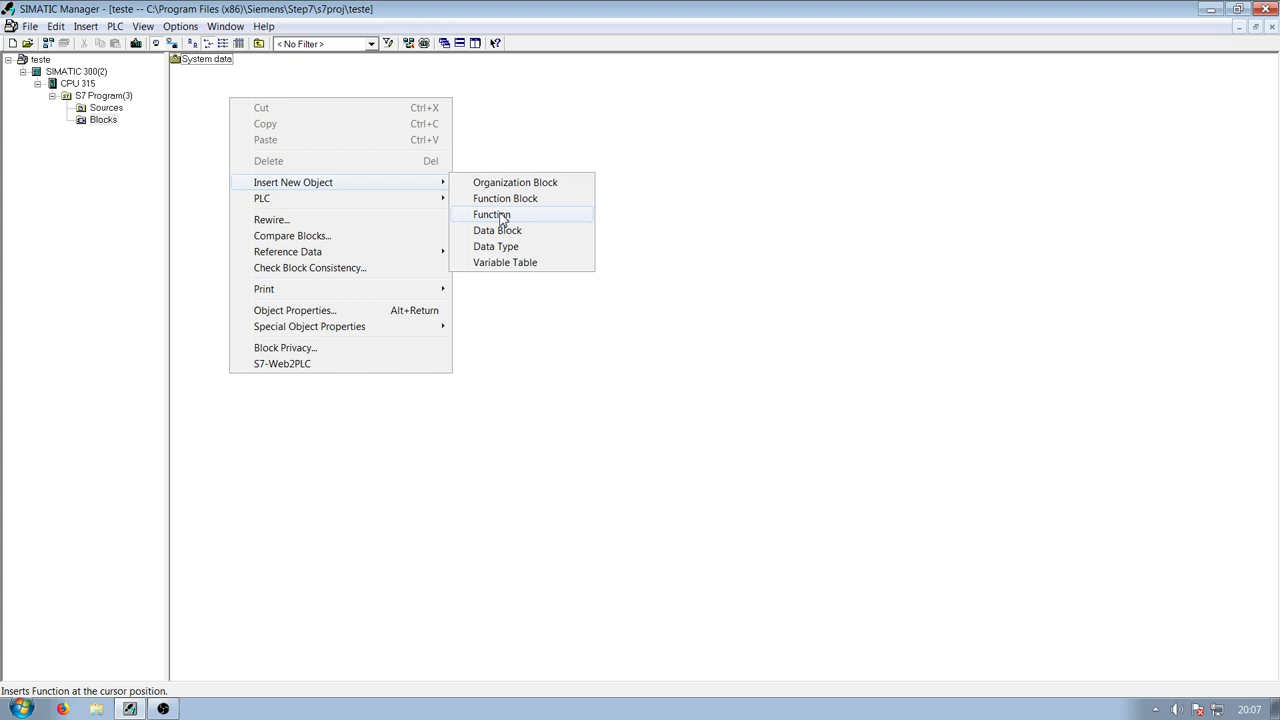 SIMATIC Manager - [teste -- C:\Program Files (x86)\Siemens\Step7\s7proj\teste]
File Edit Insert PLC View Options Window Help
< No Filter >
teste
SIMATIC 300(2)
CPU 315
S7 Program(3)
Sources
Blocks
System data
Cut Ctrl+X
Copy Ctrl+C
Paste Ctrl+V
Delete Del
Insert New Object
PLC
Rewire...
Compare Blocks...
Reference Data
Check Block Consistency...
Print
Object Properties... Alt+Return
Special Object Properties
Block Privacy...
S7-Web2PLC
Organization Block
Function Block
Function
Data Block
Data Type
Variable Table
Inserts Function at the cursor position.
20:07